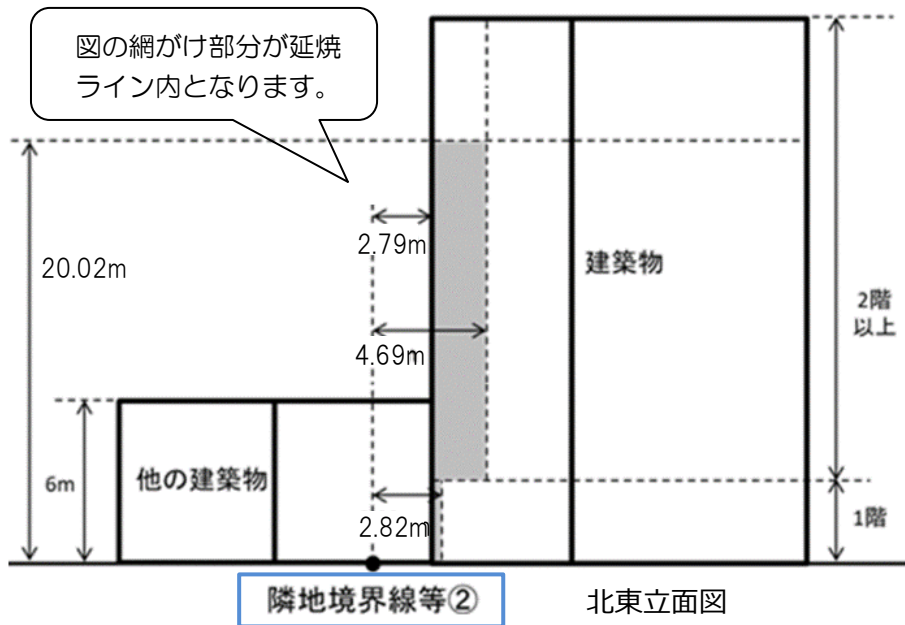 図の網がけ部分が延焼
ライン内となります。
20.02m
2.79m
建築物
2階
以上
4.69m
6m
他の建築物
2.82m
1階
隣地境界線等②
北東立面図